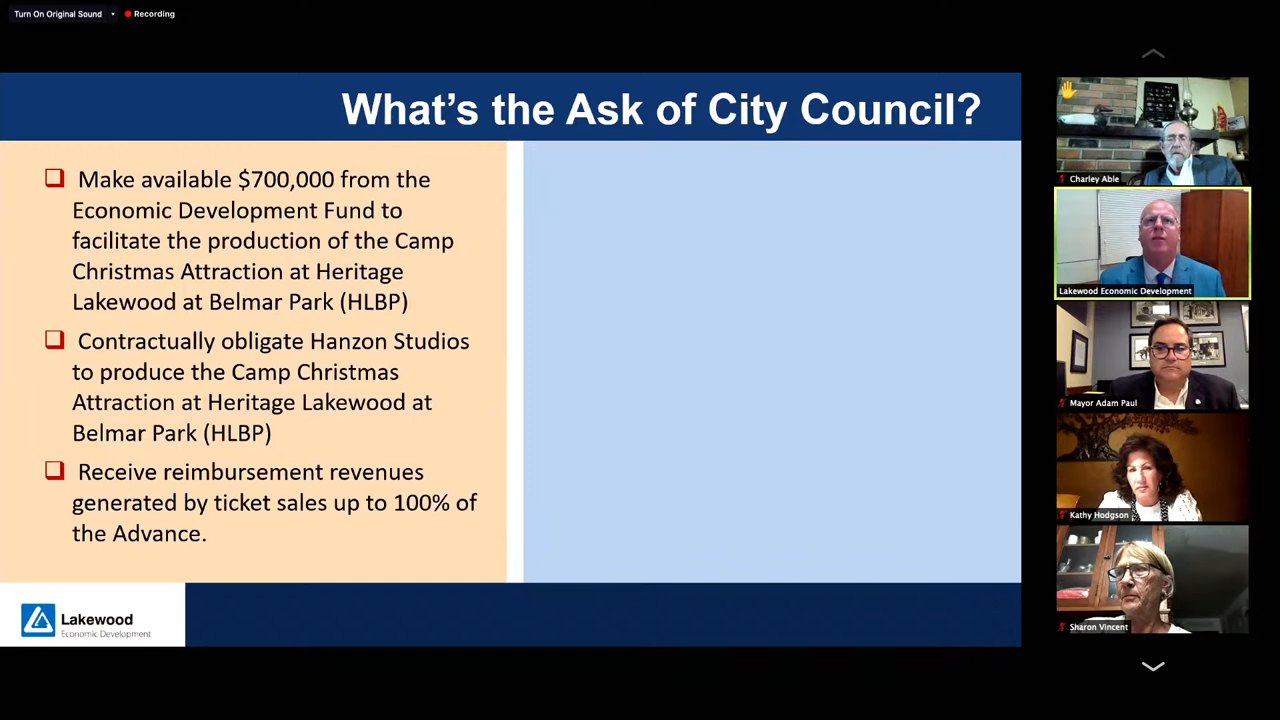 Turn On Original Sound
Recording
What's the Ask of City Council?
Make available $700,000 from the
Economic Development Fund to
facilitate the production of the Camp
Christmas Attraction at Heritage
Lakewood at Belmar Park (HLBP)
Contractually obligate Hanzon Studios
to produce the Camp Christmas
Attraction at Heritage Lakewood at
Belmar Park (HLBP)
Receive reimbursement revenues
generated by ticket sales up to 100% of
the Advance.
Lakewood
Economic Development
Charley Able
Lakewood Economic Development
Mayor Adam Paul
Kathy Hodgson
Sharon Vincent